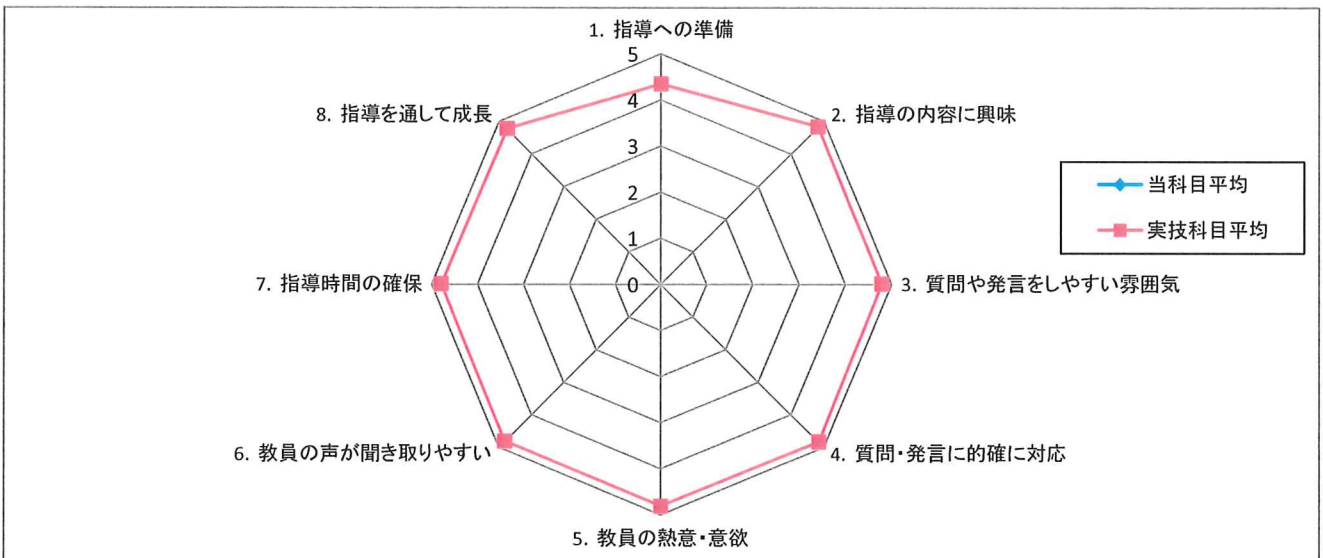 1. 指導への準備
2. 指導の内容に興味
3. 質問や発言をしやすい雰囲気
4. 質問・発言に的確に対応
5. 教員の熱意・意欲
6. 教員の声が聞き取りやすい
7. 指導時間の確保
8. 指導を通して成長
5
4
3
2
1
0
当科目平均
実技科目平均